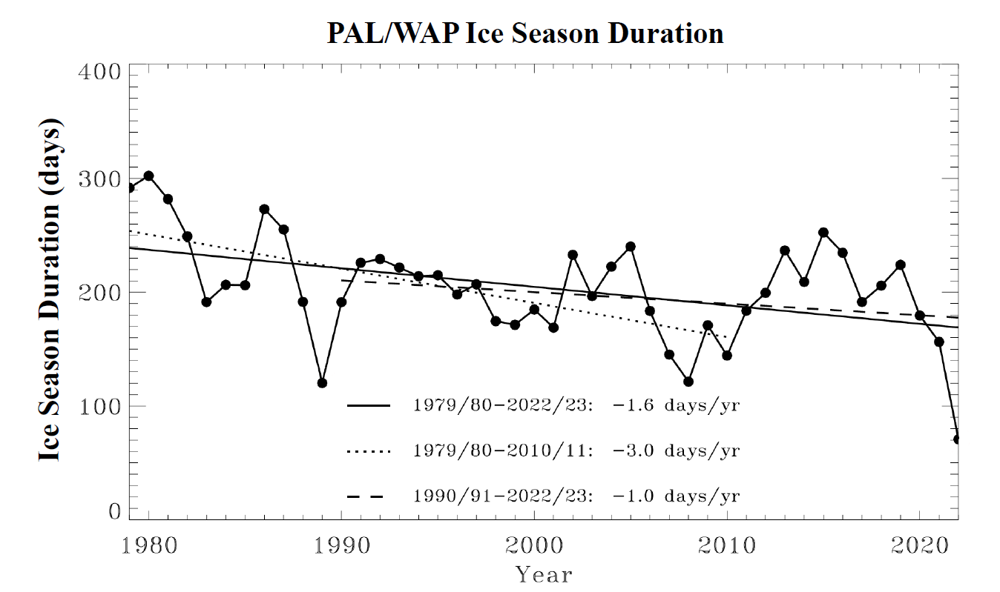 PAL/WAP Ice Season Duration
Ice Season Duration (days)
400
300
200
100
0
1979/80−2022/23: −1.6 days/yr
1979/80−2010/11: −3.0 days/yr
1990/91−2022/23: −1.0 days/yr
1980 1990 2000 2010 2020
Year